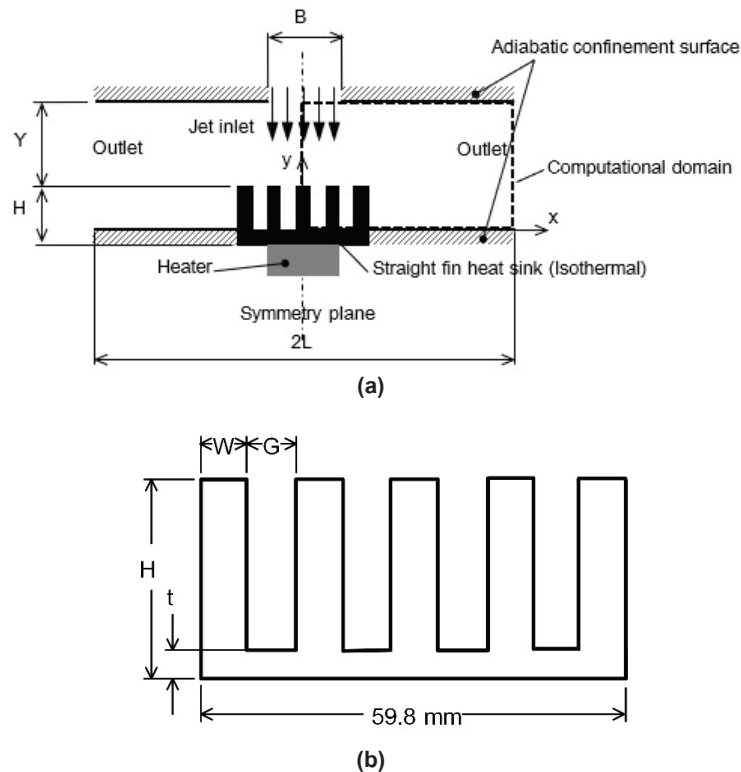 B
Adiabatic confinement surface
Jet inlet
Y
Outlet
y
Outlet
Computational domain
H
x
Heater
Straight fin heat sink (Isothermal)
Symmetry plane
2L
(a)
W
G
H
t
59.8 mm
(b)